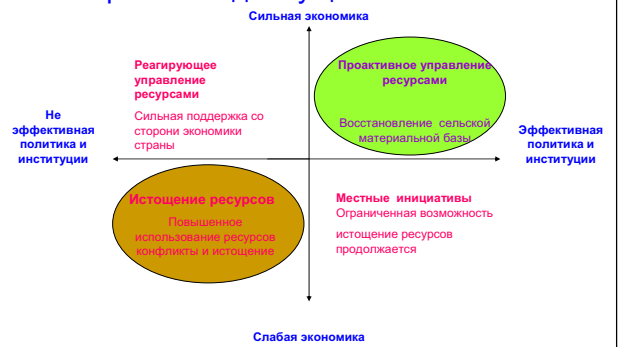 Сильная экономика
Реагирующее
управление
ресурсами
Сильная поддержка со
сторони экономики
страны
Проактивное управление
ресурсами
Восстановление сельской
материальной базы
Не
эффективная
политика и
институции
Эффективная
политика и
институции
Истощение ресурсов
Повышенное
использование ресурсов
конфликты и истощение
Местные инициативы
Ограниченная возможность
истощение ресурсов
продолжается
Слабая экономика